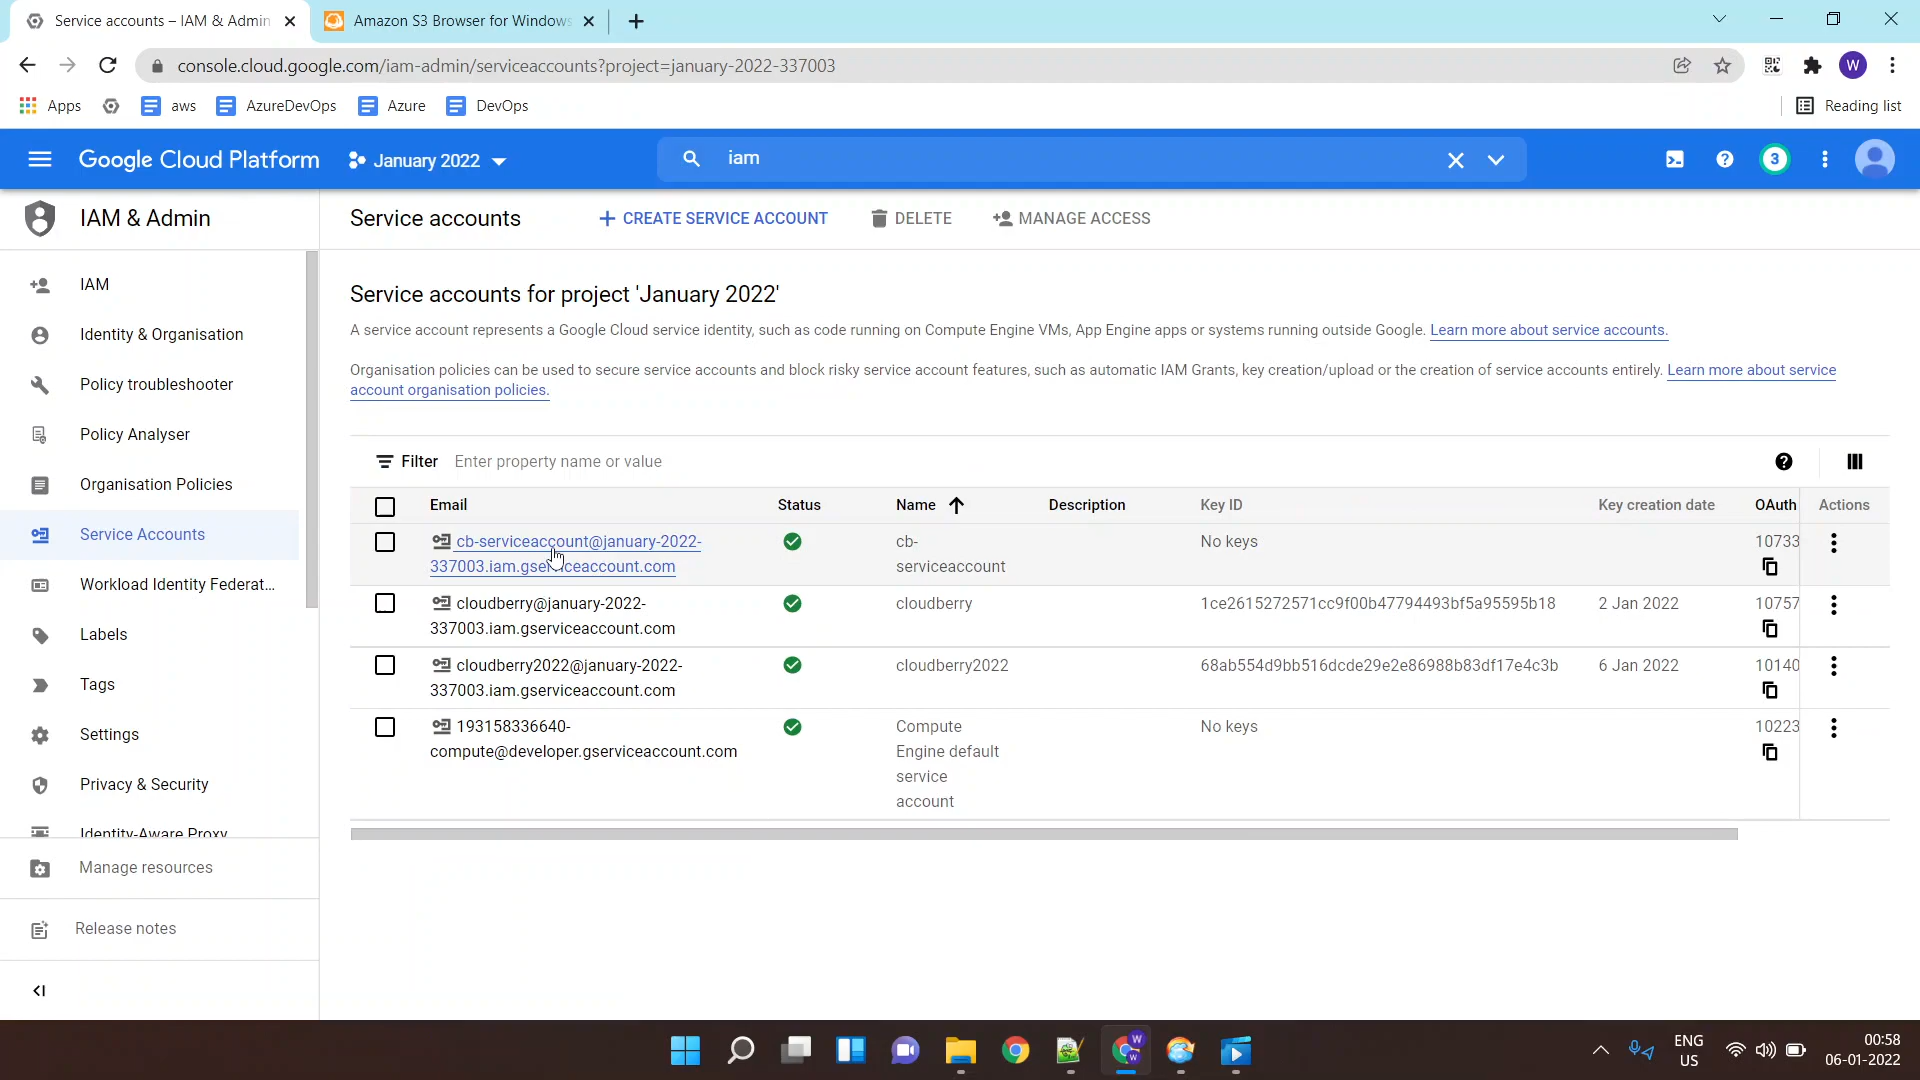 Service accounts – IAM & Admin
Amazon S3 Browser for Windows
console.cloud.google.com/iam-admin/serviceaccounts?project=january-2022-337003
W
Apps
aws
AzureDevOps
Azure
DevOps
Reading list
Google Cloud Platform
January 2022
iam
3
IAM & Admin
Service accounts
CREATE SERVICE ACCOUNT
DELETE
MANAGE ACCESS
IAM
Identity & Organisation
Policy troubleshooter
Policy Analyser
Organisation Policies
Service Accounts
Workload Identity Federat...
Labels
Tags
Settings
Privacy & Security
Identity-Aware Proxy
Manage resources
Release notes
Service accounts for project 'January 2022'
A service account represents a Google Cloud service identity, such as code running on Compute Engine VMs, App Engine apps or systems running outside Google. Learn more about service accounts.
Organisation policies can be used to secure service accounts and block risky service account features, such as automatic IAM Grants, key creation/upload or the creation of service accounts entirely. Learn more about service
account organisation policies.
Filter Enter property name or value
Email Status Name Description Key ID Key creation date OAuth Actions
cb-serviceaccount@january-2022- cb- No keys 10733
337003.iam.gserviceaccount.com serviceaccount
cloudberry@january-2022- cloudberry 1ce2615272571cc9f00b47794493bf5a95595b18 2 Jan 2022 10757
337003.iam.gserviceaccount.com
cloudberry2022@january-2022- cloudberry2022 68ab554d9bb516dcde29e2e86988b83df17e4c3b 6 Jan 2022 10140
337003.iam.gserviceaccount.com
193158336640- Compute No keys 10223
compute@developer.gserviceaccount.com Engine default
service
account
W
W
ENG
US
00:58
06-01-2022